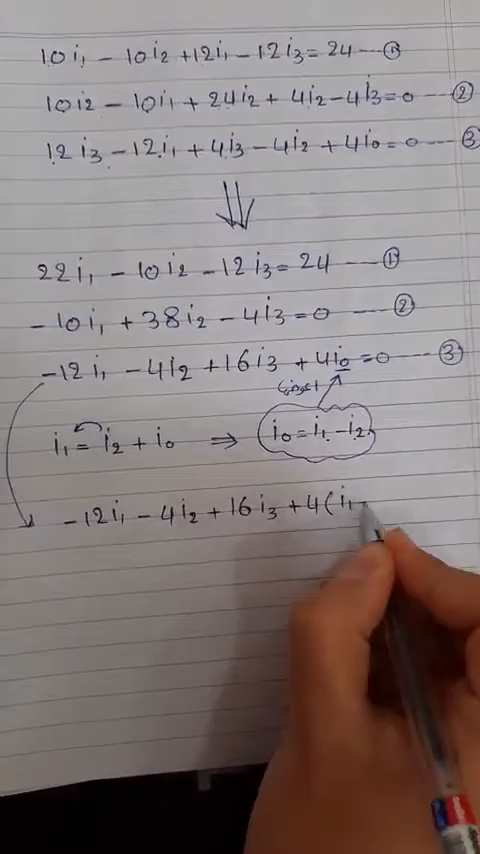 10i₁ - 10i₂ + 12i₁ - 12i₃ = 24 --- ①
10i₂ - 10i₁ + 24i₂ + 4i₂ - 4i₃ = 0 --- ②
12i₃ - 12i₁ + 4i₃ - 4i₂ + 4i₀ = 0 --- ③
⇓
22i₁ - 10i₂ - 12i₃ = 24 --- ①
-10i₁ + 38i₂ - 4i₃ = 0 --- ②
-12i₁ - 4i₂ + 16i₃ + 4i₀ = 0 --- ③
i₁ = i₂ + i₀ ⇒ i₀ = i₁ - i₂
-12i₁ - 4i₂ + 16i₃ + 4(i₁ -